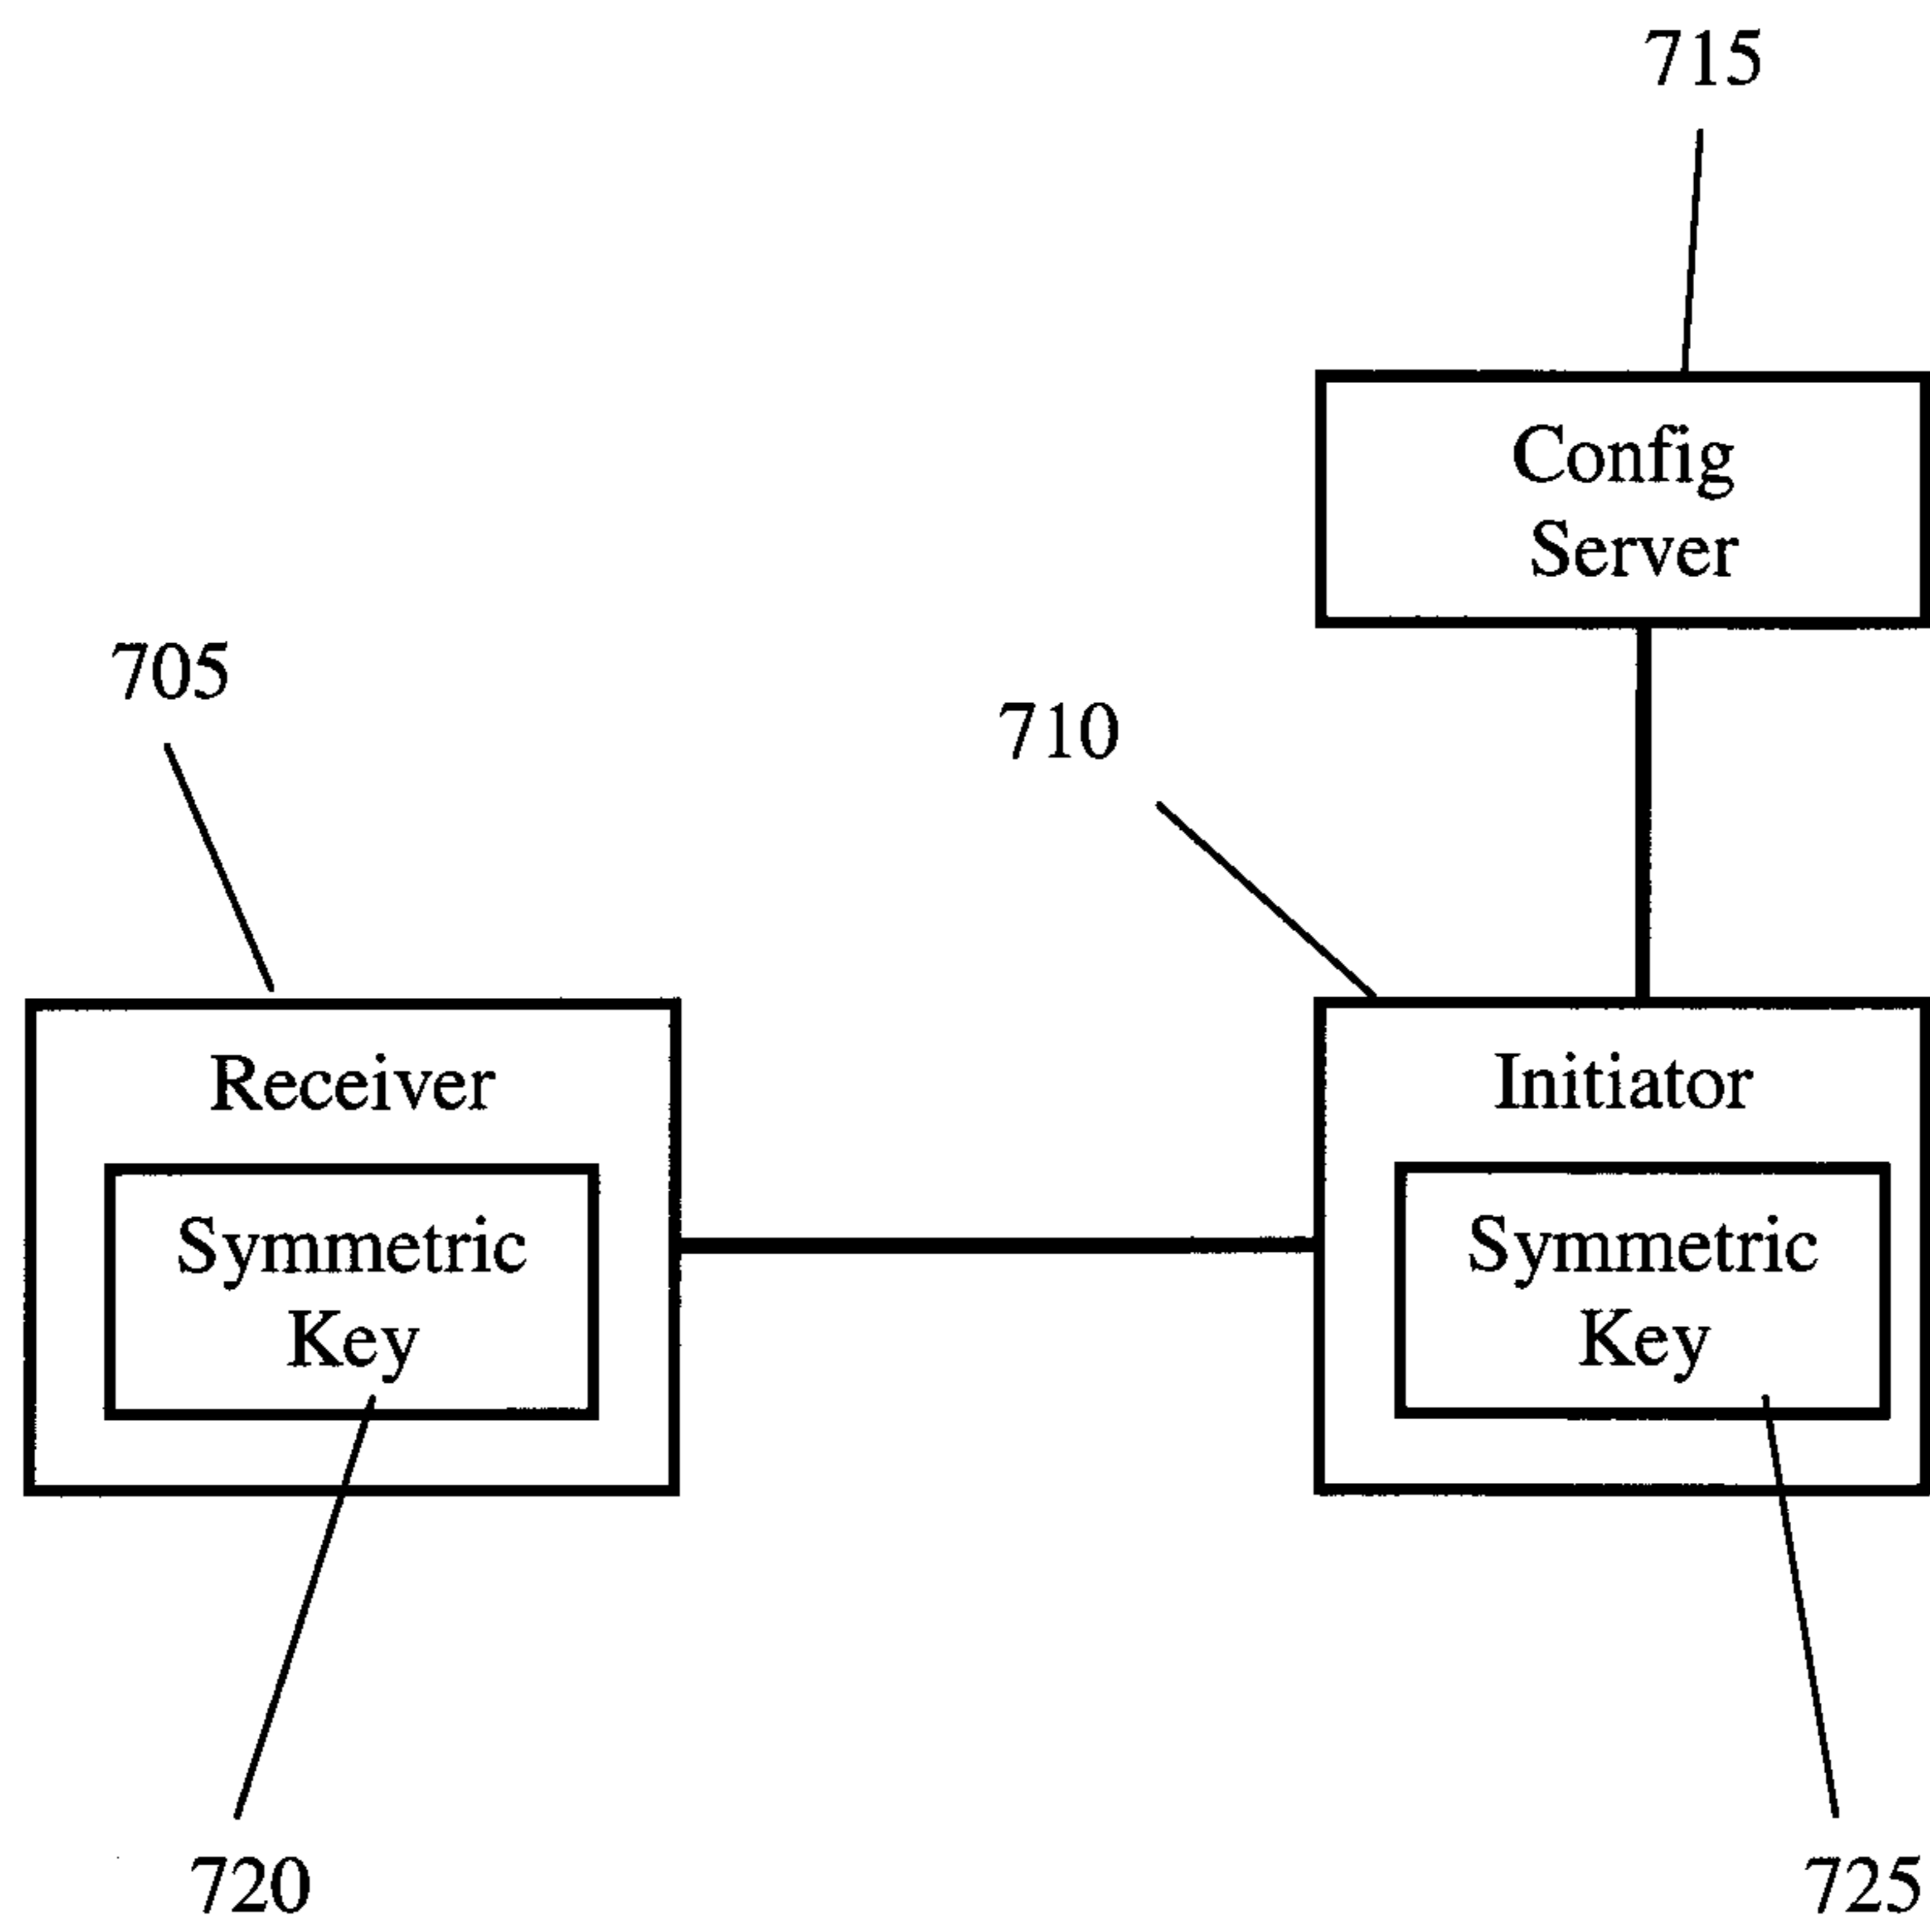 715
Config
Server
705
710
Receiver
Initiator
Symmetric
Key
Symmetric
Key
720
725